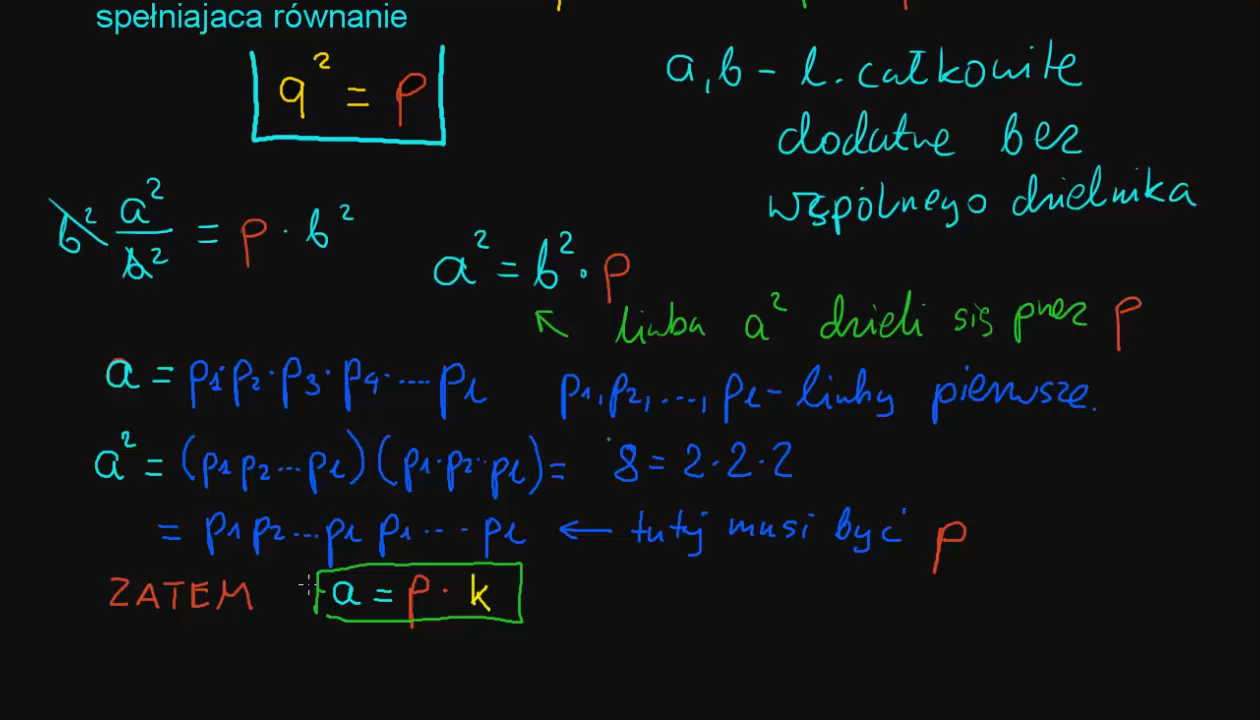 spełniajaca równanie
q² = p
a, b - l. całkowite
dodatne bez
wspólnego dzielnika
b² a²/b² = p · b²
a² = b² · p
liczba a² dzieli się przez p
a = p₁ · p₂ · p₃ · p₄ · .... pₗ p₁, p₂, ..., pₗ - liczby pierwsze.
a² = (p₁ p₂ ... pₗ)(p₁ · p₂ ·· pₗ) = 8 = 2 · 2 · 2
= p₁ p₂ ... pₗ p₁ ... pₗ ← tutj musi być p
ZATEM a = p · k